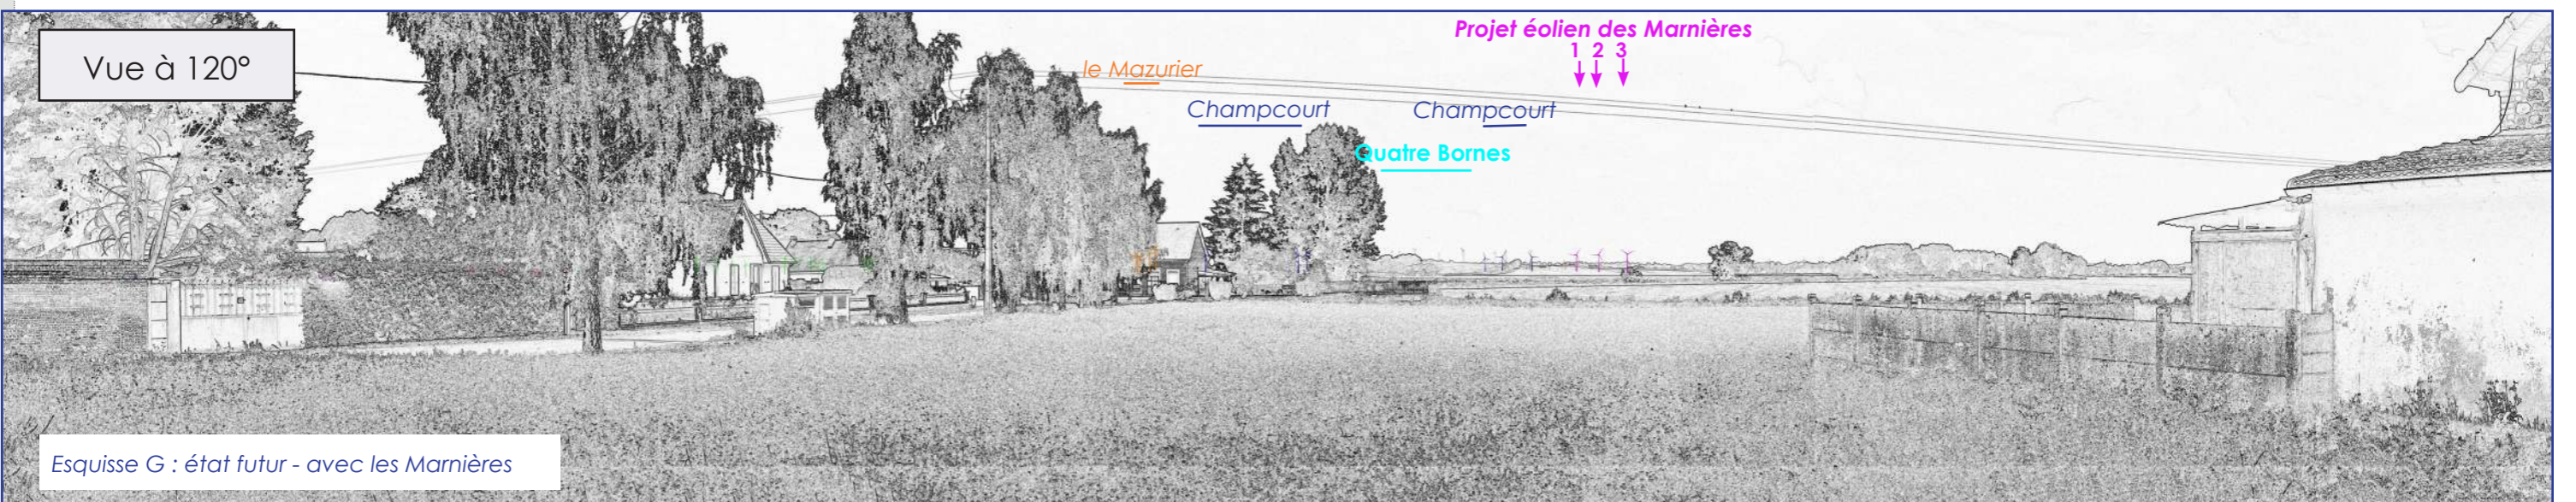 Vue à 120°
Projet éolien des Marnières
1 2 3
le Mazurier
Champcourt
Champcourt
Quatre Bornes
Esquisse G : état futur - avec les Marnières